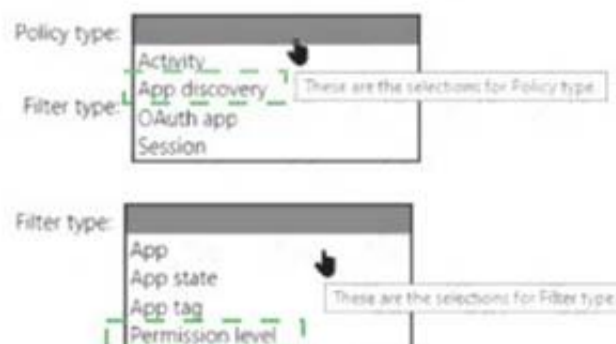 Policy type:
Activity
App discovery
These are the selections for Policy type.
Filter type:
OAuth app
Session
Filter type:
App
App state
These are the selections for Filter type
App tag
Permission level